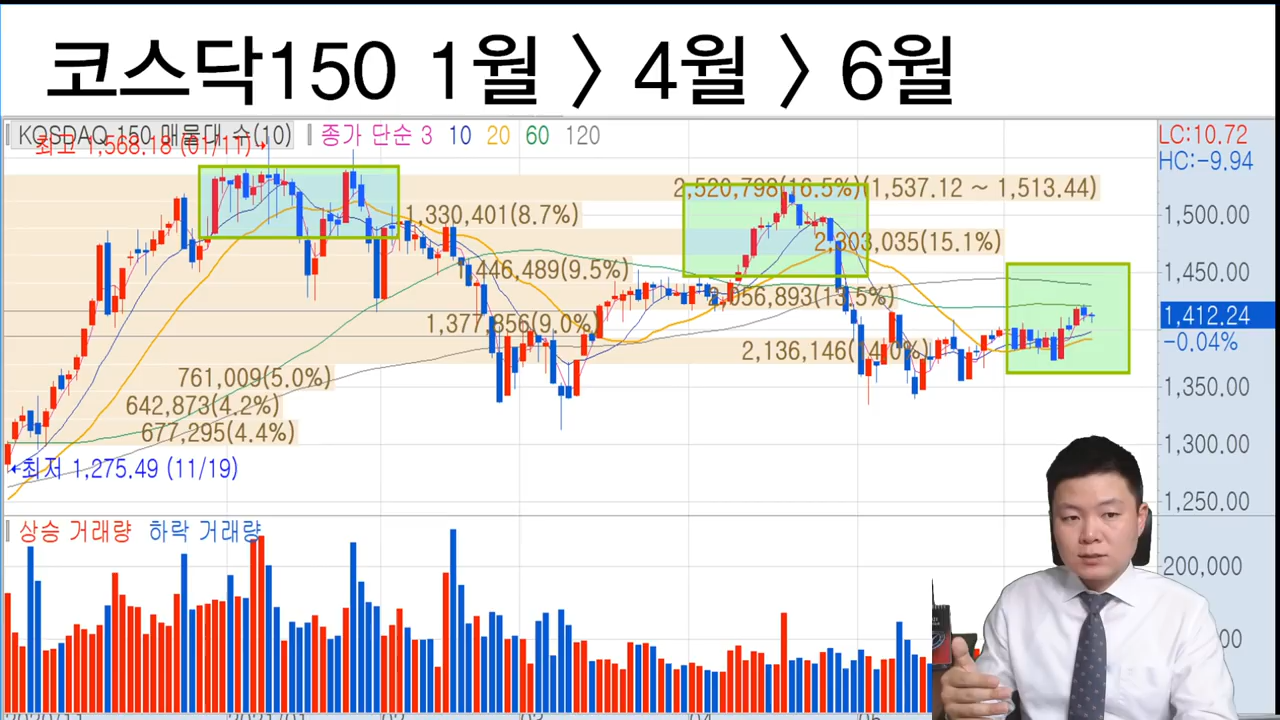 코스닥150 1월 > 4월 > 6월
KOSDAQ 150 매물대 수(10) 종가 단순 3 10 20 60 120
최고 1,568.18 (01/11)
LC:10.72
HC:-9.94
2,520,798(16.5%)(1,537.12 ~ 1,513.44)
1,330,401(8.7%)
1,500.00
2,303,035(15.1%)
1,446,489(9.5%)
1,450.00
2,056,893(13.5%)
1,377,856(9.0%)
1,412.24
-0.04%
2,136,146(14.0%)
761,009(5.0%)
1,350.00
642,873(4.2%)
677,295(4.4%)
1,300.00
최저 1,275.49 (11/19)
1,250.00
상승 거래량 하락 거래량
200,000